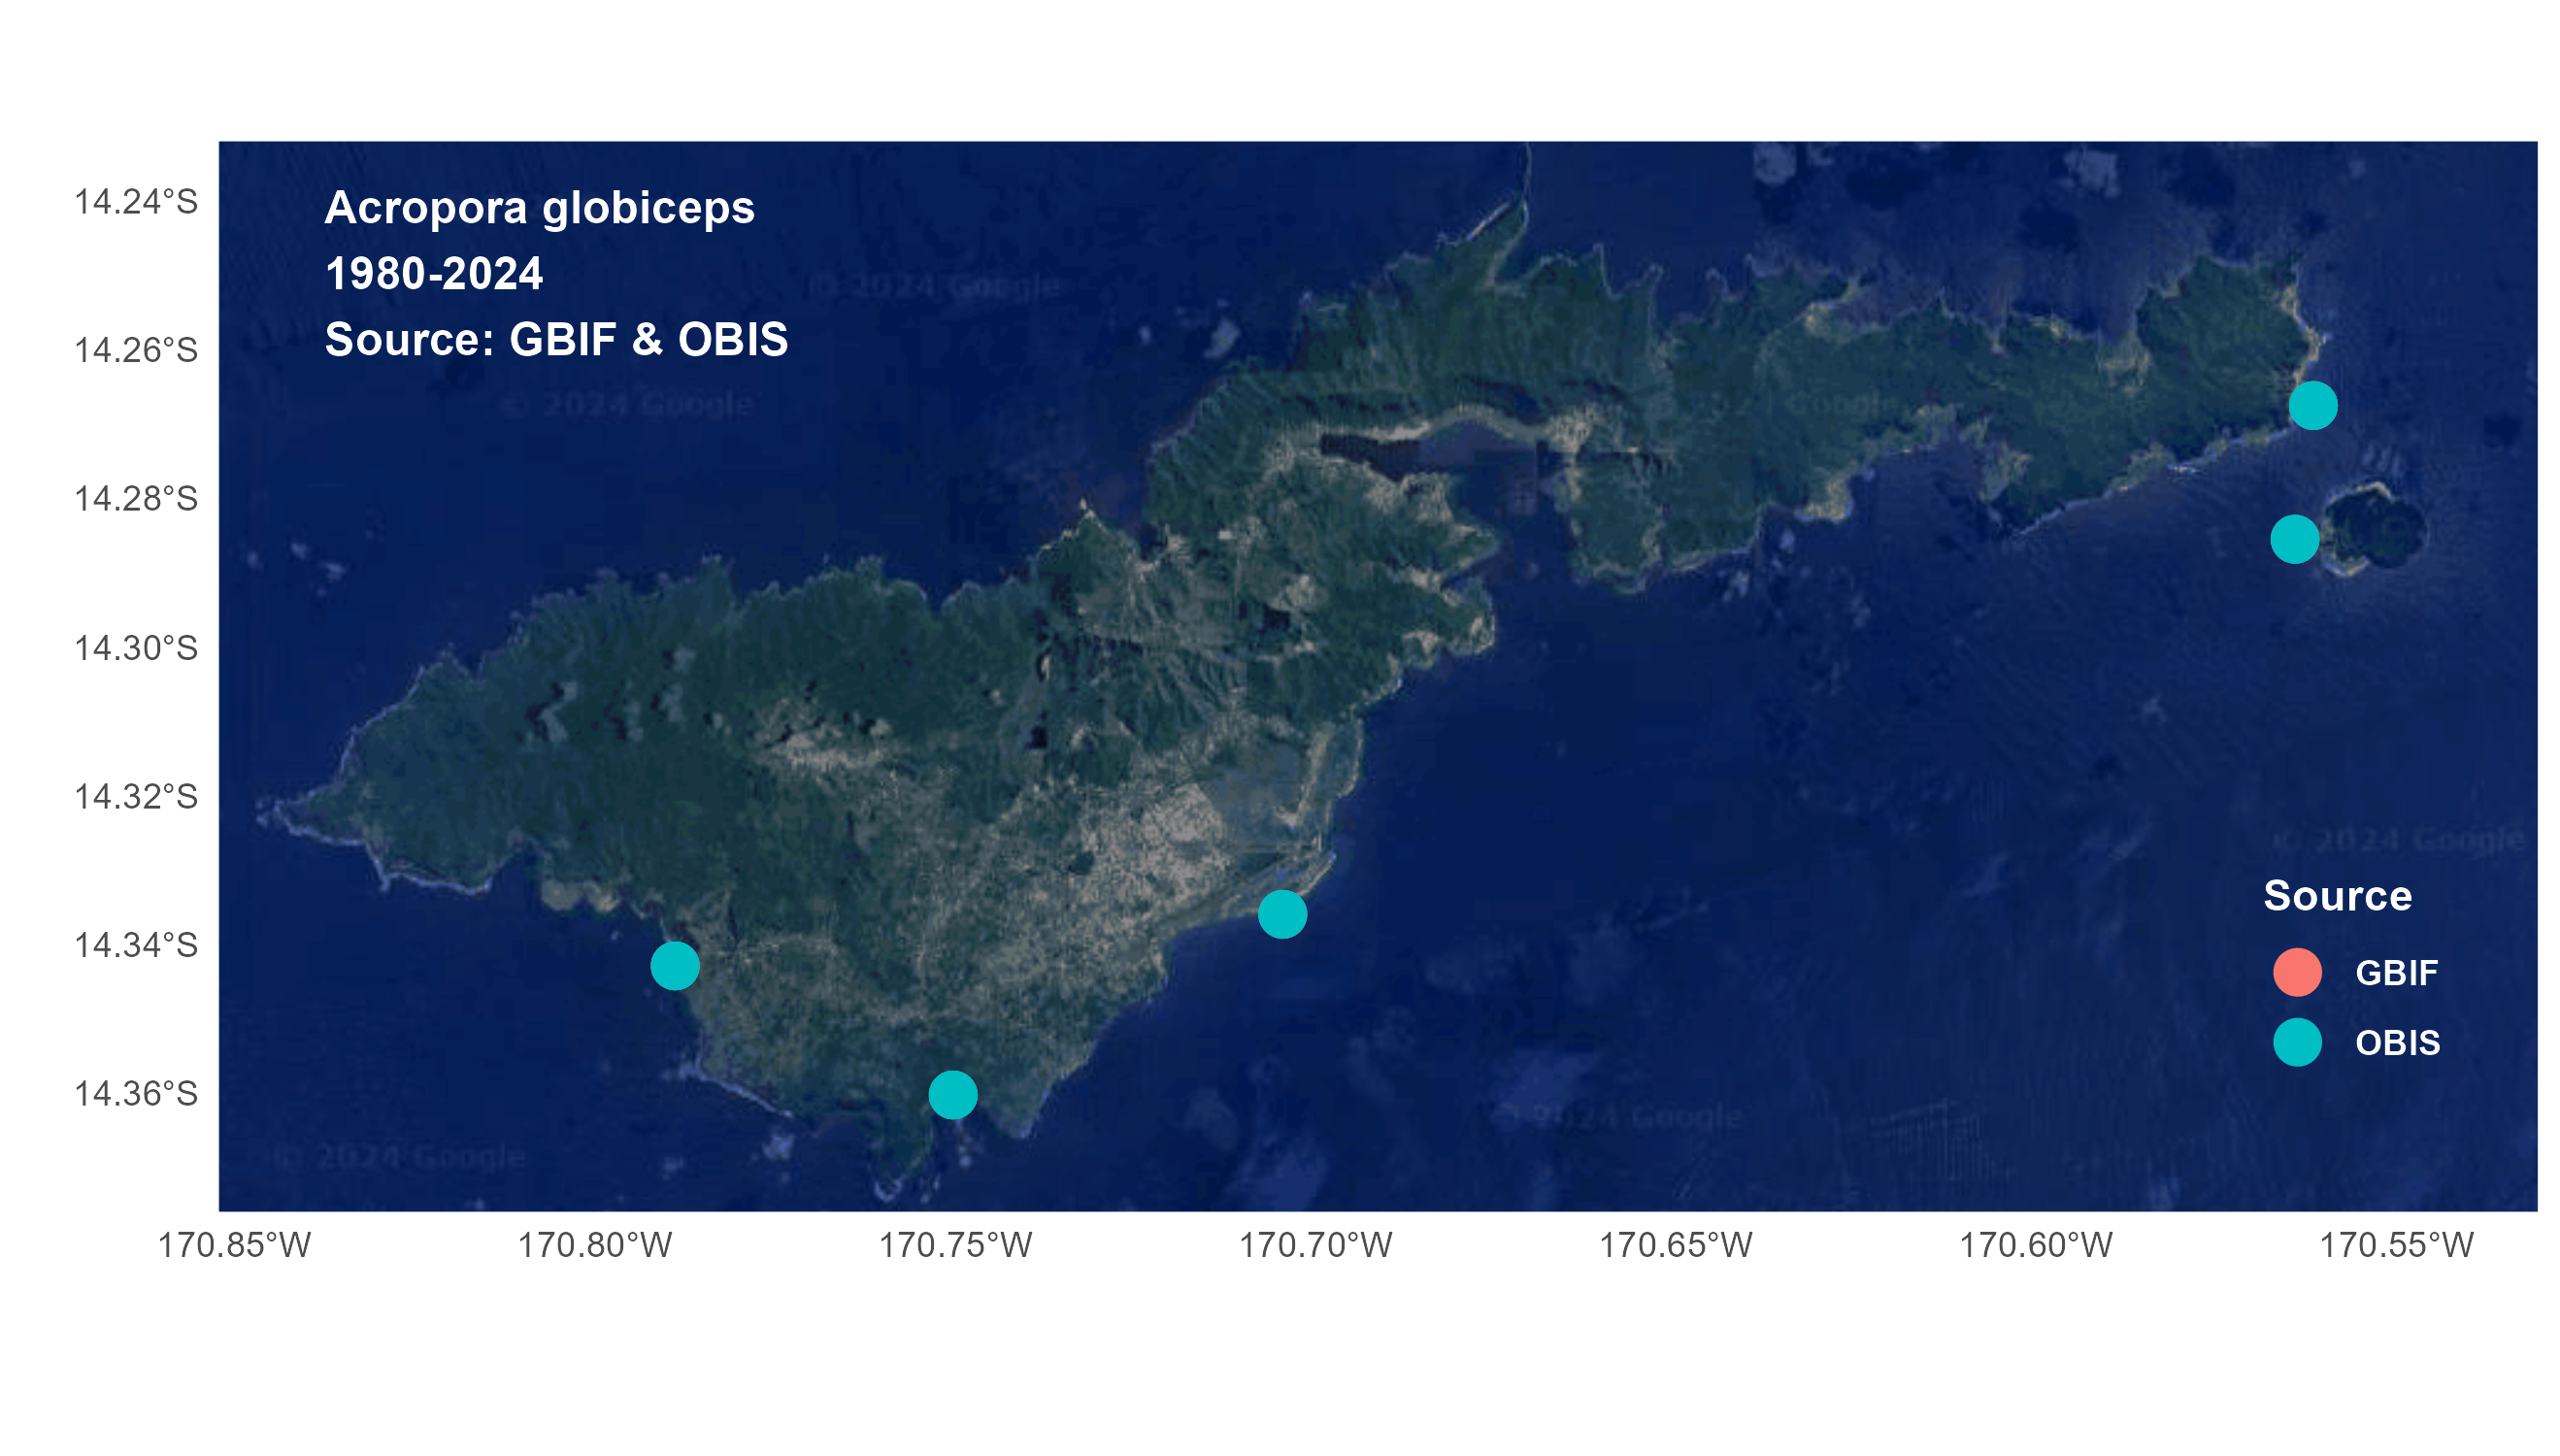 Acropora globiceps
1980-2024
Source: GBIF & OBIS
© 2024 Google
© 2024 Google
2024 Google
© 2024 Google
2024 Google
© 2024 Google
Source
GBIF
OBIS
14.24°S
14.26°S
14.28°S
14.30°S
14.32°S
14.34°S
14.36°S
170.85°W
170.80°W
170.75°W
170.70°W
170.65°W
170.60°W
170.55°W